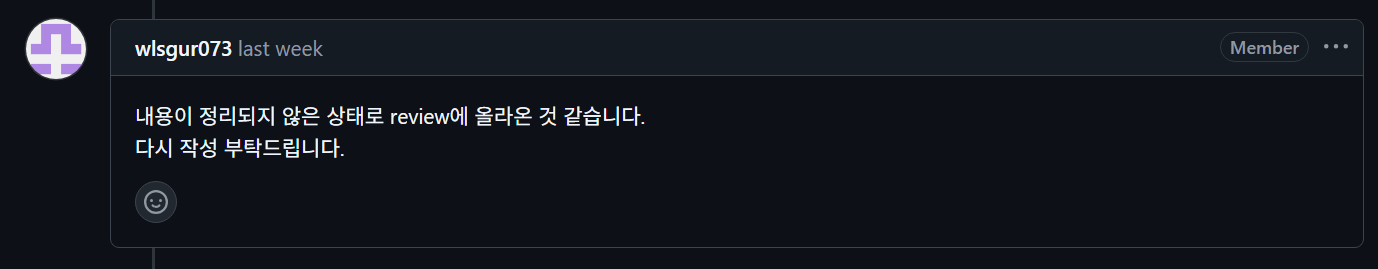 wlsgur073 last week
Member
내용이 정리되지 않은 상태로 review에 올라온 것 같습니다.
다시 작성 부탁드립니다.